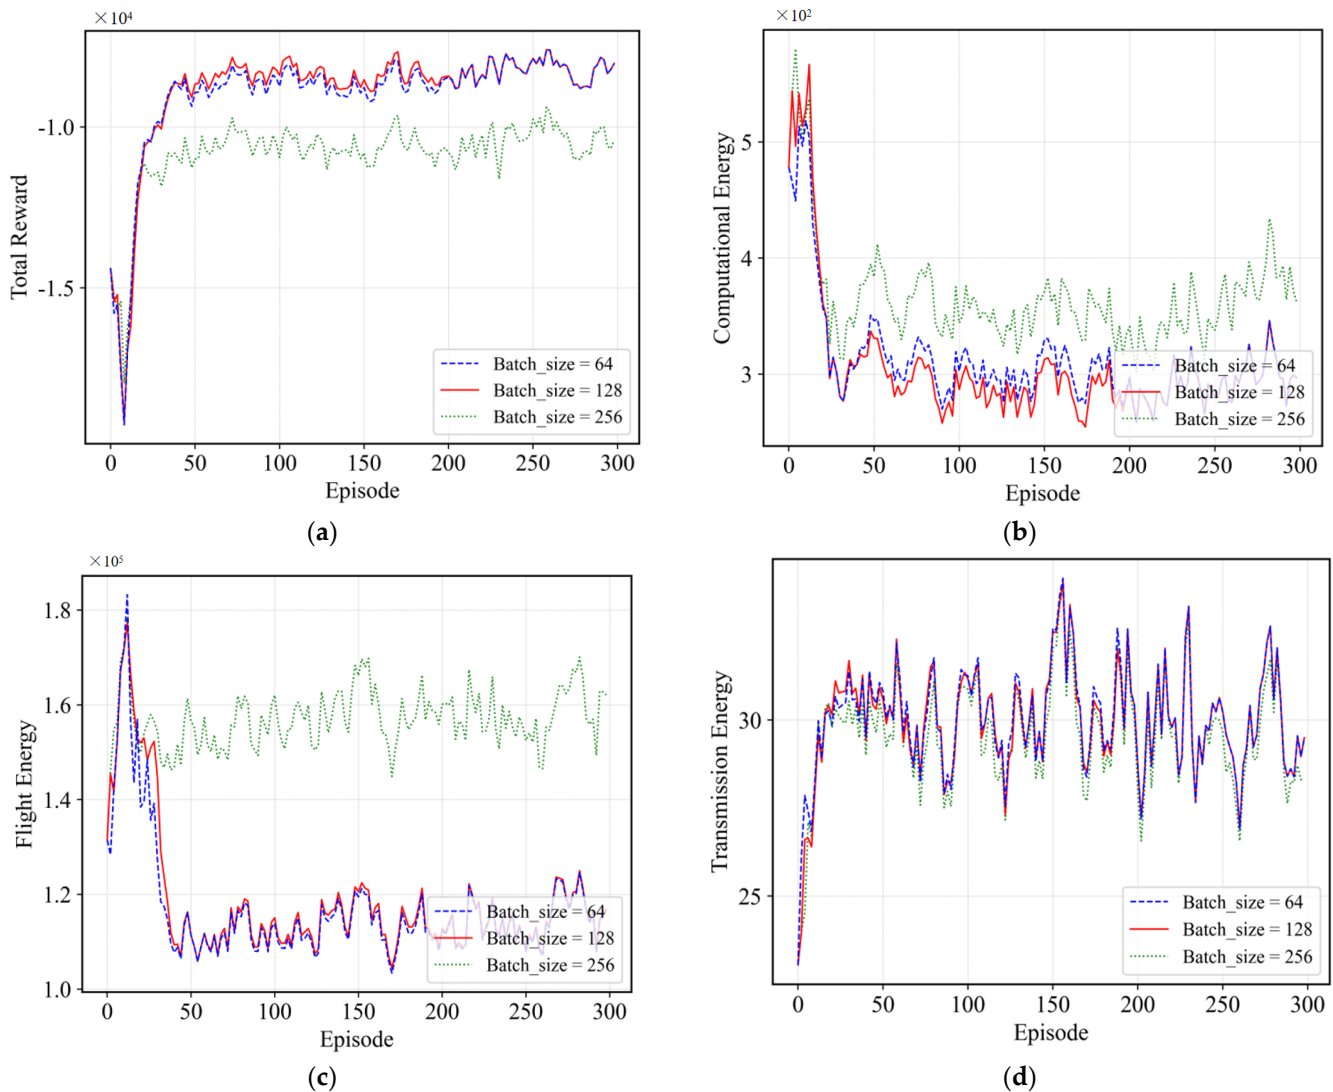 ×10⁴
Total Reward
-1.0
-1.5
Batch_size = 64
Batch_size = 128
Batch_size = 256
0 50 100 150 200 250 300
Episode
(a)
×10²
Computational Energy
5
4
3
Batch_size = 64
Batch_size = 128
Batch_size = 256
0 50 100 150 200 250 300
Episode
(b)
×10⁵
Flight Energy
1.8
1.6
1.4
1.2
1.0
Batch_size = 64
Batch_size = 128
Batch_size = 256
0 50 100 150 200 250 300
Episode
(c)
Transmission Energy
30
25
Batch_size = 64
Batch_size = 128
Batch_size = 256
0 50 100 150 200 250 300
Episode
(d)